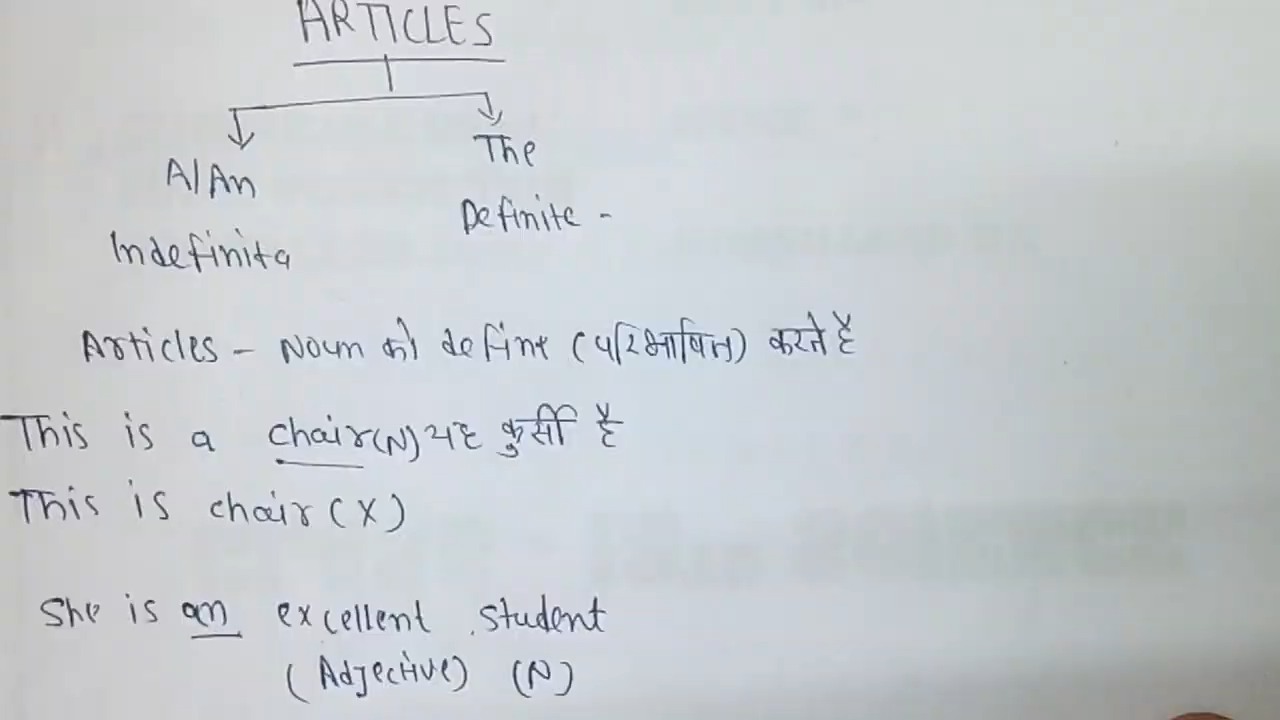 ARTICLES
A/An
The
Indefinita
Definite -
Articles - Noun को define (परिभाषित) करते है
This is a chair(N) यह कुर्सी है
This is chair (X)
She is an excellent student
(Adjective) (N)